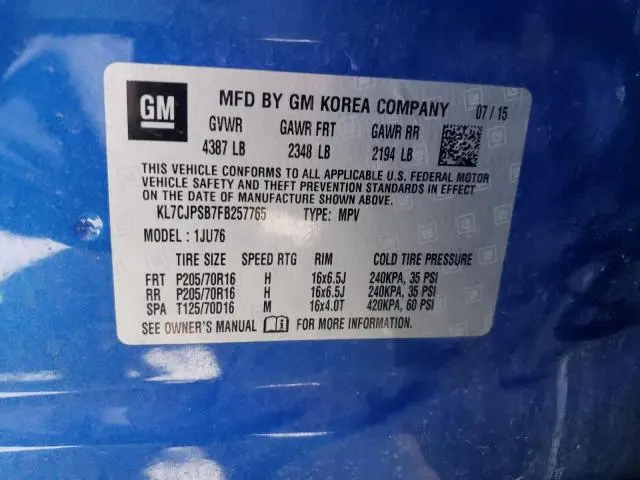 GM
MFD BY GM KOREA COMPANY 07/15
GVWR GAWR FRT GAWR RR
4387 LB 2348 LB 2194 LB
THIS VEHICLE CONFORMS TO ALL APPLICABLE U.S. FEDERAL MOTOR
VEHICLE SAFETY AND THEFT PREVENTION STANDARDS IN EFFECT
ON THE DATE OF MANUFACTURE SHOWN ABOVE.
KL7CJPSB7FB257765 TYPE: MPV
MODEL: 1JU76
TIRE SIZE SPEED RTG RIM COLD TIRE PRESSURE
FRT P205/70R16 H 16x6.5J 240KPA, 35 PSI
RR P205/70R16 H 16x6.5J 240KPA, 35 PSI
SPA T125/70D16 M 16x4.0T 420KPA, 60 PSI
SEE OWNER'S MANUAL FOR MORE INFORMATION.